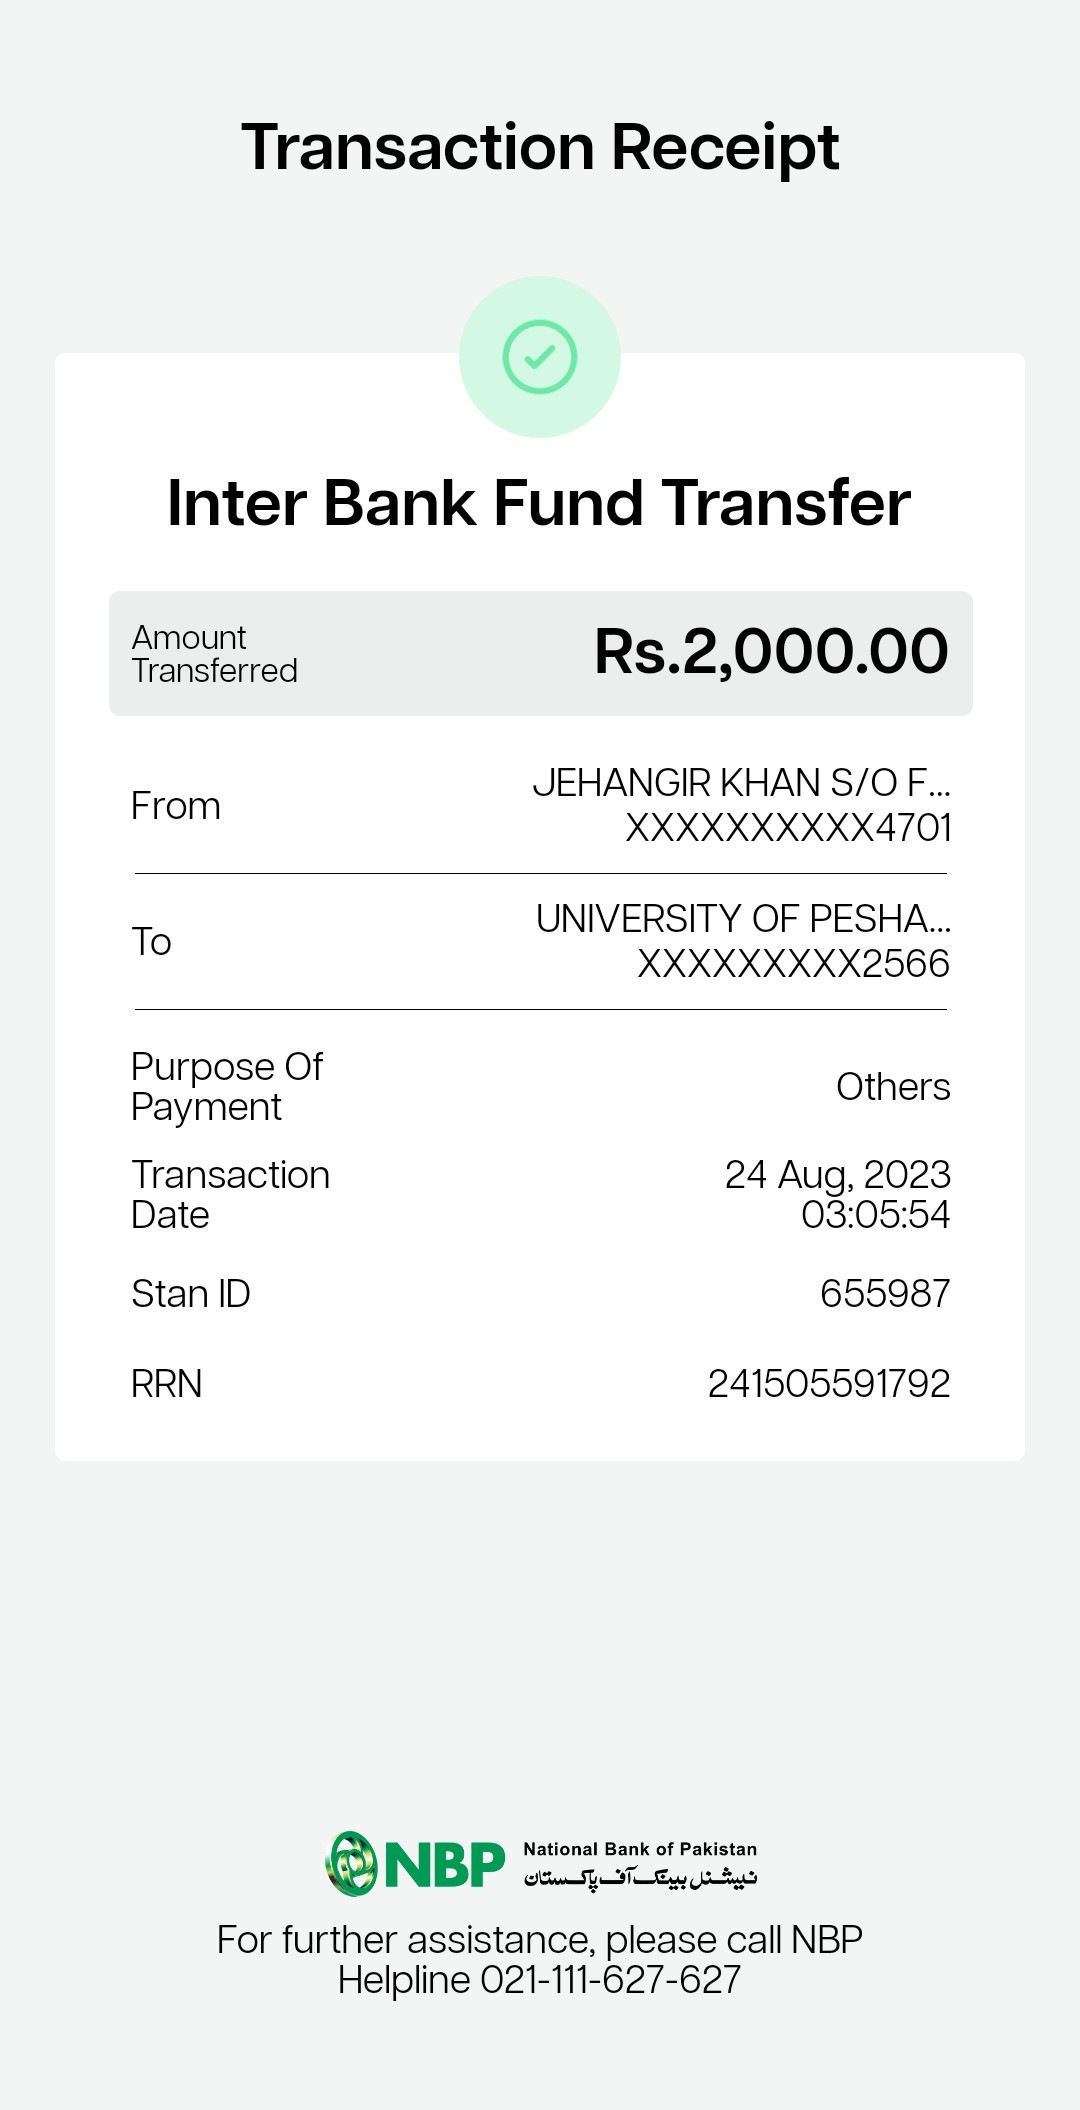 Transaction Receipt
Inter Bank Fund Transfer
Amount
Transferred
Rs.2,000.00
From
JEHANGIR KHAN S/O F...
XXXXXXXXXX4701
To
UNIVERSITY OF PESHA...
XXXXXXXXX2566
Purpose Of
Payment
Others
Transaction
Date
24 Aug, 2023
03:05:54
Stan ID
655987
RRN
241505591792
NBP
National Bank of Pakistan
نیشنل بینک آف پاکستان
For further assistance, please call NBP
Helpline 021-111-627-627